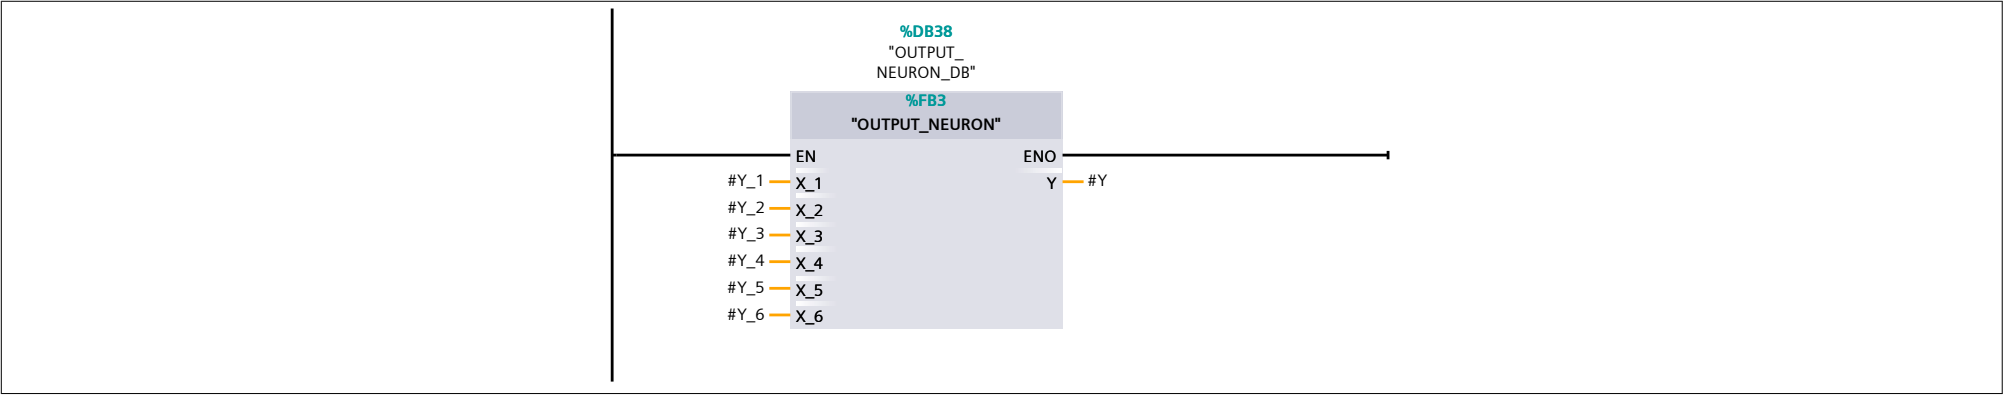 %DB38
"OUTPUT_
NEURON_DB"
%FB3
"OUTPUT_NEURON"
EN ENO
#Y_1 X_1 Y #Y
#Y_2 X_2
#Y_3 X_3
#Y_4 X_4
#Y_5 X_5
#Y_6 X_6